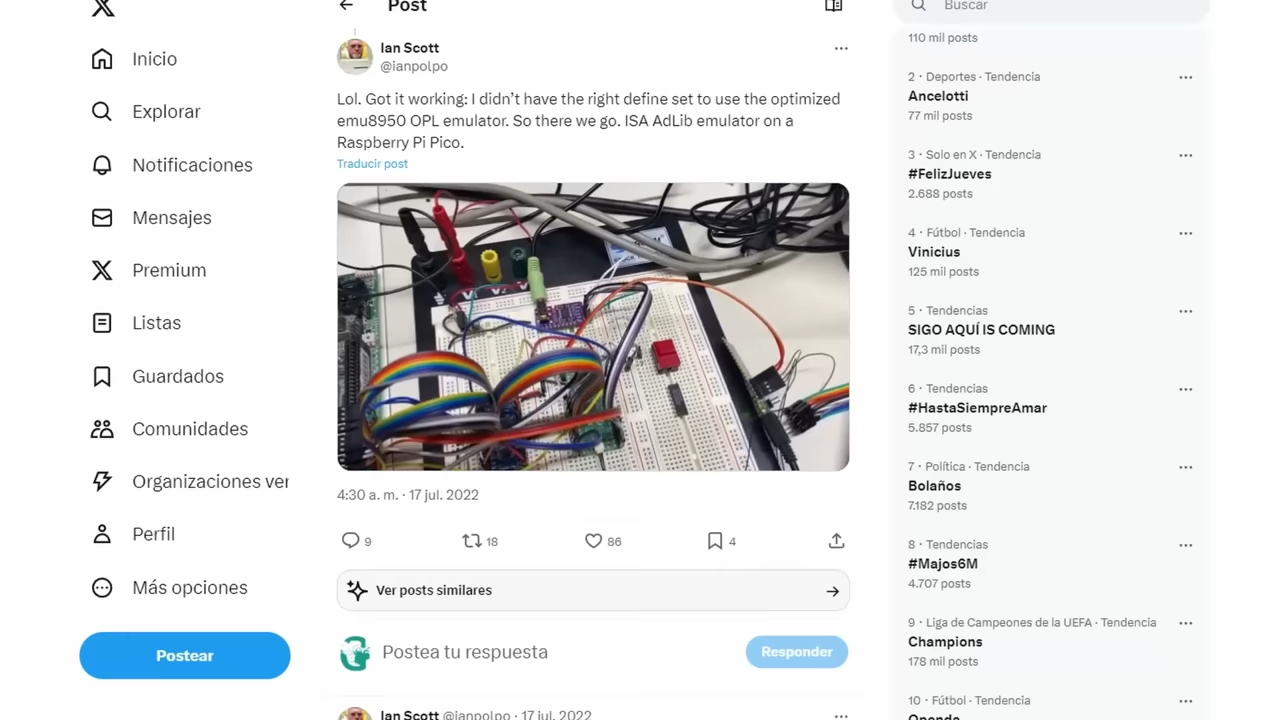 Inicio
Explorar
Notificaciones
Mensajes
Premium
Listas
Guardados
Comunidades
Organizaciones ver
Perfil
Más opciones
Postear
Post
Ian Scott
@ianpolpo
Lol. Got it working: I didn’t have the right define set to use the optimized
emu8950 OPL emulator. So there we go. ISA AdLib emulator on a
Raspberry Pi Pico.
Traducir post
4:30 a. m. · 17 jul. 2022
9
18
86
4
Ver posts similares
Postea tu respuesta
Responder
Ian Scott @ianpolpo · 17 jul. 2022
Buscar
110 mil posts
2 · Deportes · Tendencia
Ancelotti
77 mil posts
3 · Solo en X · Tendencia
#FelizJueves
2.688 posts
4 · Fútbol · Tendencia
Vinicius
125 mil posts
5 · Tendencias
SIGO AQUÍ IS COMING
17,3 mil posts
6 · Tendencias
#HastaSiempreAmar
5.857 posts
7 · Política · Tendencia
Bolaños
7.182 posts
8 · Tendencias
#Majos6M
4.707 posts
9 · Liga de Campeones de la UEFA · Tendencia
Champions
178 mil posts
10 · Fútbol · Tendencia
Openda